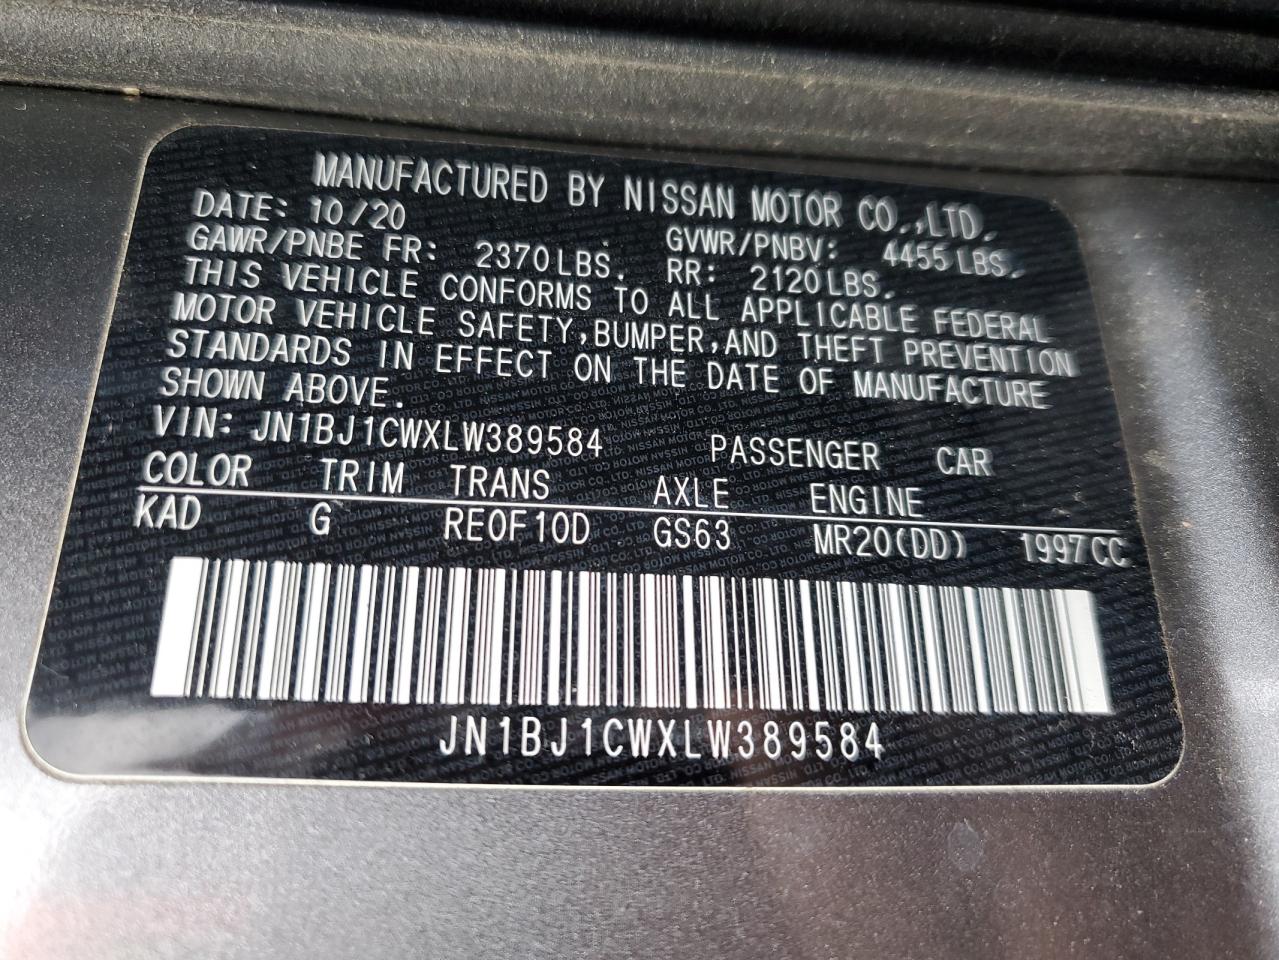 MANUFACTURED BY NISSAN MOTOR CO.,LTD.
DATE: 10/20
GAWR/PNBE FR: 2370LBS. GVWR/PNBV: 4455LBS.
RR: 2120LBS.
THIS VEHICLE CONFORMS TO ALL APPLICABLE FEDERAL
MOTOR VEHICLE SAFETY,BUMPER,AND THEFT PREVENTION
STANDARDS IN EFFECT ON THE DATE OF MANUFACTURE
SHOWN ABOVE.
VIN: JN1BJ1CWXLW389584 PASSENGER CAR
COLOR TRIM TRANS AXLE ENGINE
KAD G RE0F10D GS63 MR20(DD) 1997CC
JN1BJ1CWXLW389584